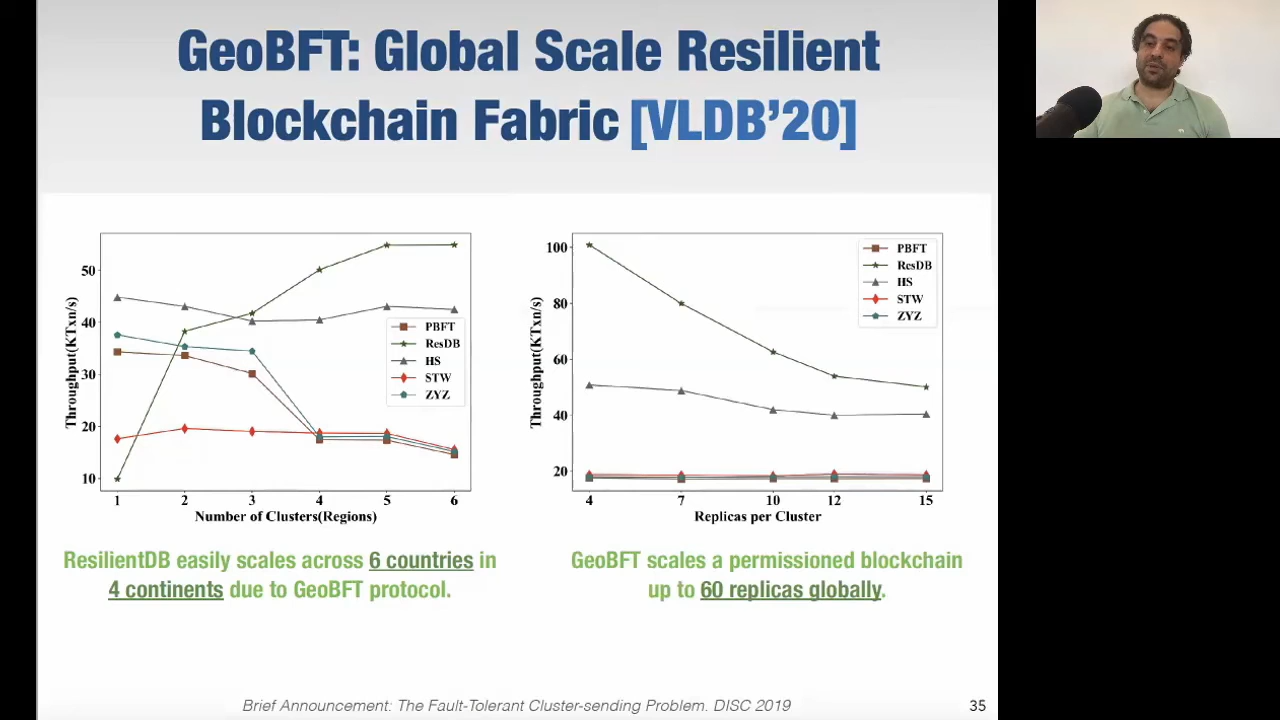 GeoBFT: Global Scale Resilient
Blockchain Fabric [VLDB’20]
50
40
30
20
10
Throughput(KTxn/s)
PBFT
ResDB
HS
STW
ZYZ
1 2 3 4 5 6
Number of Clusters(Regions)
100
80
60
40
20
Throughput(KTxn/s)
PBFT
ResDB
HS
STW
ZYZ
4 7 10 12 15
Replicas per Cluster
ResilientDB easily scales across 6 countries in
4 continents due to GeoBFT protocol.
GeoBFT scales a permissioned blockchain
up to 60 replicas globally.
Brief Announcement: The Fault-Tolerant Cluster-sending Problem. DISC 2019
35